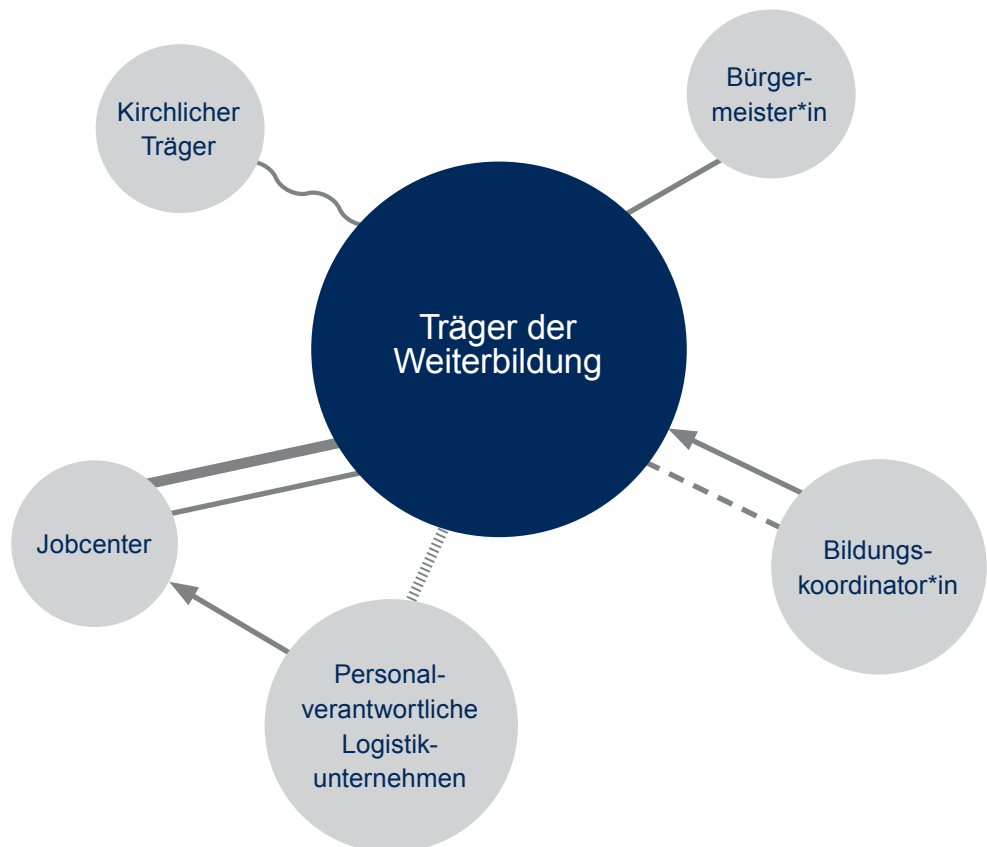 Kirchlicher
Träger
Bürger-
meister*in
Träger der
Weiterbildung
Jobcenter
Bildungs-
koordinator*in
Personal-
verantwortliche
Logistik-
unternehmen